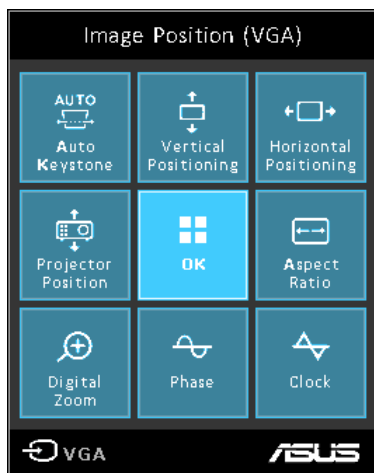 Image Position (VGA)
AUTO
Auto
Keystone
Vertical
Positioning
Horizontal
Positioning
Projector
Position
OK
Aspect
Ratio
Digital
Zoom
Phase
Clock
VGA
ASUS